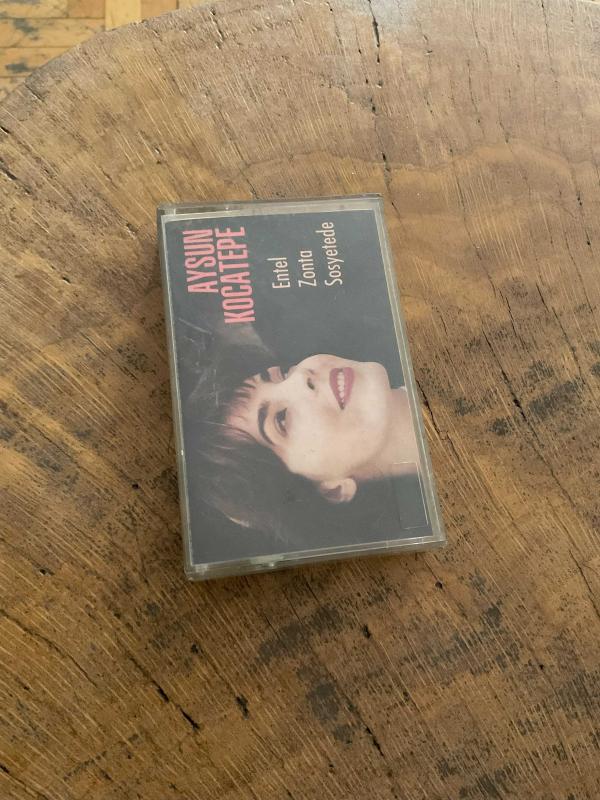 AYSUN
KOCATEPE
Entel
Zonta
Sosyetede